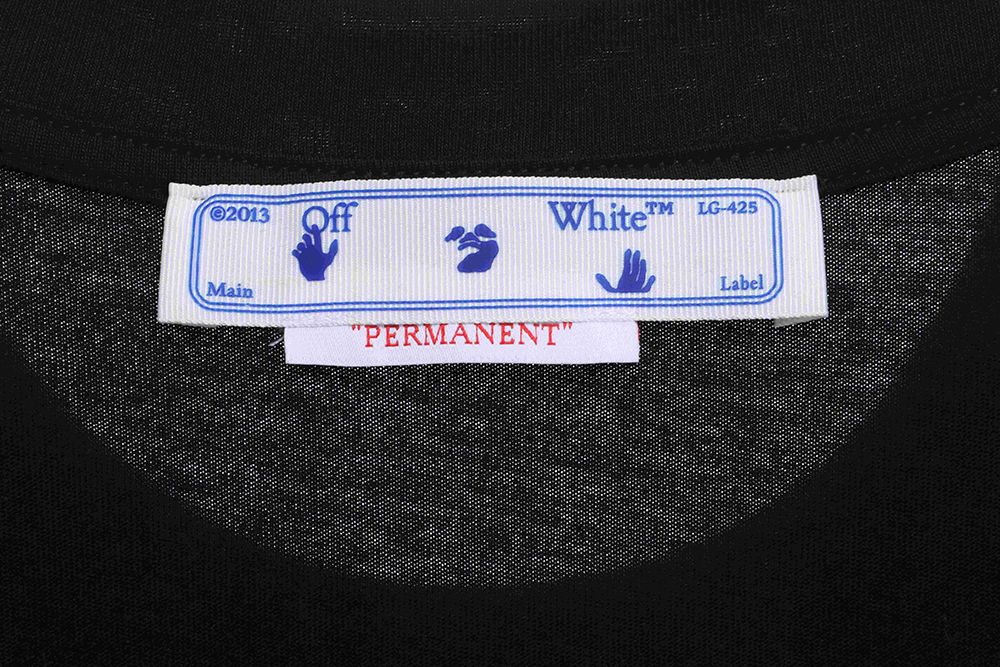 ©2013 Off White™ LG-425
Main Label
"PERMANENT"